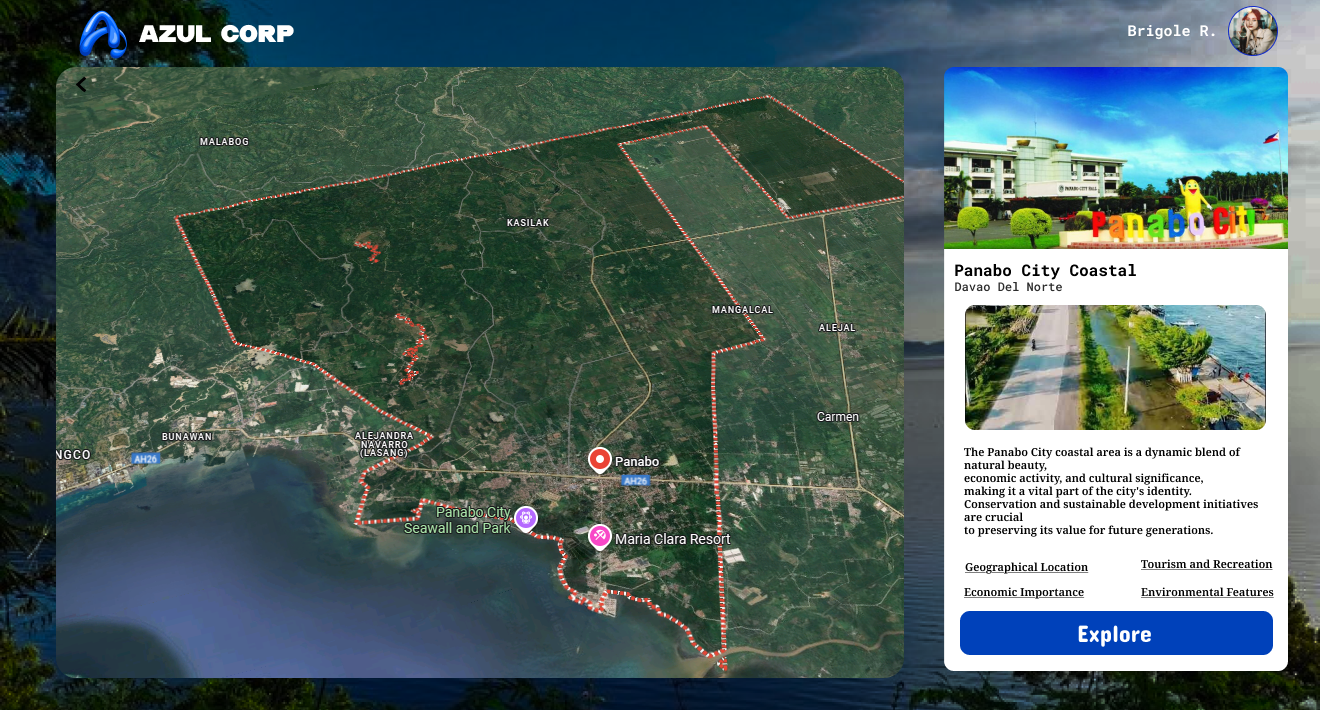 AZUL CORP
Brigole R.
MALABOG
KASILAK
MANGALCAL
ALEJAL
Carmen
BUNAWAN
ALEJANDRA
NAVARRO
(LASANG)
NGCO
AH26
Panabo
AH26
Panabo City
Seawall and Park
Maria Clara Resort
PANABO CITY HALL
Panabo Citi
Panabo City Coastal
Davao Del Norte
The Panabo City coastal area is a dynamic blend of
natural beauty,
economic activity, and cultural significance,
making it a vital part of the city's identity.
Conservation and sustainable development initiatives
are crucial
to preserving its value for future generations.
Geographical Location
Tourism and Recreation
Economic Importance
Environmental Features
Explore